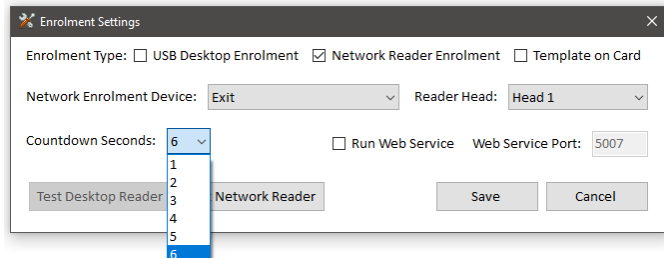 Enrolment Settings
Enrolment Type: USB Desktop Enrolment Network Reader Enrolment Template on Card
Network Enrolment Device: Exit Reader Head: Head 1
Countdown Seconds: 6 Run Web Service Web Service Port: 5007
1
2
3
4
5
6
Test Desktop Reader Network Reader Save Cancel